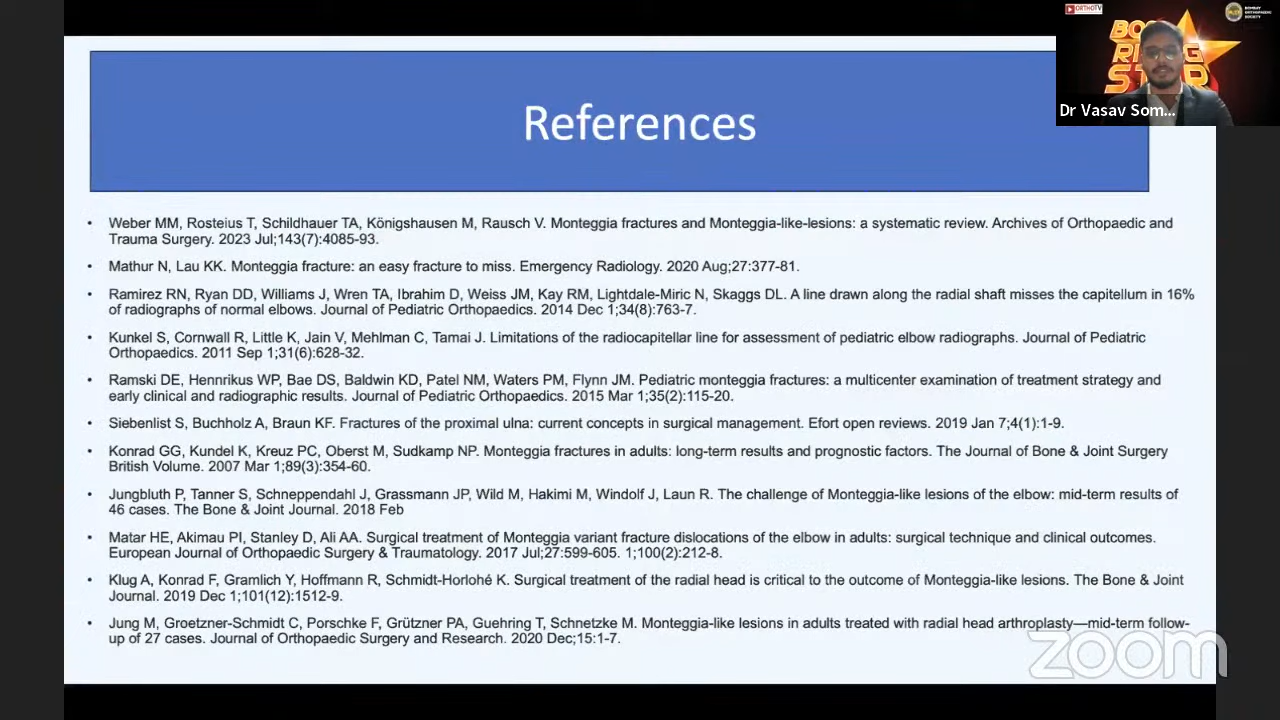 ORTHOTV
References
Dr Vasav Som...
• Weber MM, Rosteius T, Schildhauer TA, Königshausen M, Rausch V. Monteggia fractures and Monteggia-like-lesions: a systematic review. Archives of Orthopaedic and
Trauma Surgery. 2023 Jul;143(7):4085-93.
• Mathur N, Lau KK. Monteggia fracture: an easy fracture to miss. Emergency Radiology. 2020 Aug;27:377-81.
• Ramirez RN, Ryan DD, Williams J, Wren TA, Ibrahim D, Weiss JM, Kay RM, Lightdale-Miric N, Skaggs DL. A line drawn along the radial shaft misses the capitellum in 16%
of radiographs of normal elbows. Journal of Pediatric Orthopaedics. 2014 Dec 1;34(8):763-7.
• Kunkel S, Cornwall R, Little K, Jain V, Mehlman C, Tamai J. Limitations of the radiocapitellar line for assessment of pediatric elbow radiographs. Journal of Pediatric
Orthopaedics. 2011 Sep 1;31(6):628-32.
• Ramski DE, Hennrikus WP, Bae DS, Baldwin KD, Patel NM, Waters PM, Flynn JM. Pediatric monteggia fractures: a multicenter examination of treatment strategy and
early clinical and radiographic results. Journal of Pediatric Orthopaedics. 2015 Mar 1;35(2):115-20.
• Siebenlist S, Buchholz A, Braun KF. Fractures of the proximal ulna: current concepts in surgical management. Efort open reviews. 2019 Jan 7;4(1):1-9.
• Konrad GG, Kundel K, Kreuz PC, Oberst M, Sudkamp NP. Monteggia fractures in adults: long-term results and prognostic factors. The Journal of Bone & Joint Surgery
British Volume. 2007 Mar 1;89(3):354-60.
• Jungbluth P, Tanner S, Schneppendahl J, Grassmann JP, Wild M, Hakimi M, Windolf J, Laun R. The challenge of Monteggia-like lesions of the elbow: mid-term results of
46 cases. The Bone & Joint Journal. 2018 Feb
• Matar HE, Akimau PI, Stanley D, Ali AA. Surgical treatment of Monteggia variant fracture dislocations of the elbow in adults: surgical technique and clinical outcomes.
European Journal of Orthopaedic Surgery & Traumatology. 2017 Jul;27:599-605. 1;100(2):212-8.
• Klug A, Konrad F, Gramlich Y, Hoffmann R, Schmidt-Horlohé K. Surgical treatment of the radial head is critical to the outcome of Monteggia-like lesions. The Bone & Joint
Journal. 2019 Dec 1;101(12):1512-9.
• Jung M, Groetzner-Schmidt C, Porschke F, Grützner PA, Guehring T, Schnetzke M. Monteggia-like lesions in adults treated with radial head arthroplasty—mid-term follow-
up of 27 cases. Journal of Orthopaedic Surgery and Research. 2020 Dec;15:1-7.
zoom